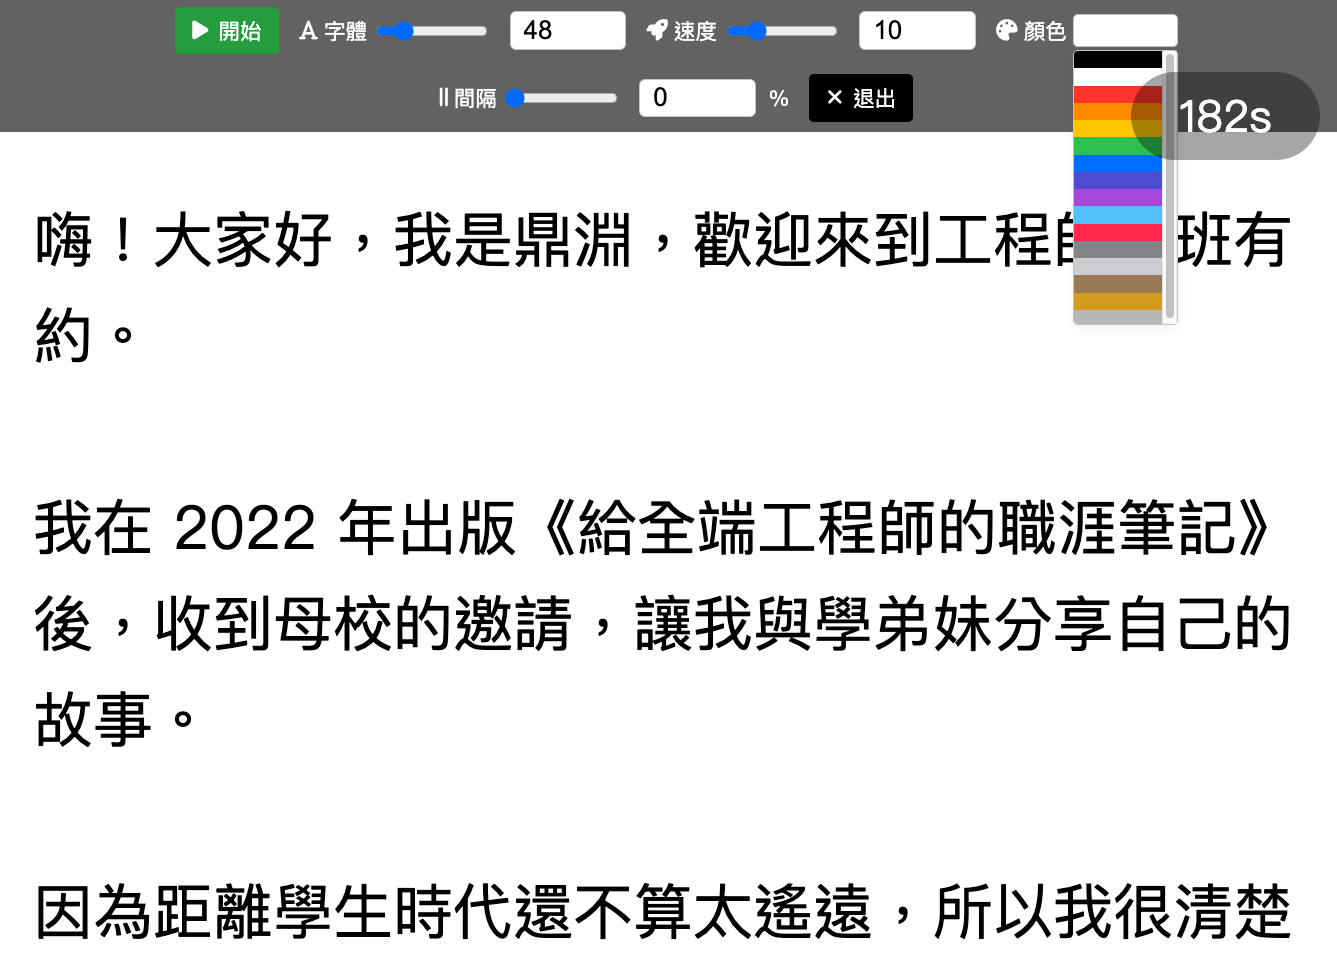 開始 字體 48 速度 10 顏色
間隔 0 % 退出
182s
嗨！大家好，我是鼎淵，歡迎來到工程 班有
約。
我在 2022 年出版《給全端工程師的職涯筆記》
後，收到母校的邀請，讓我與學弟妹分享自己的
故事。
因為距離學生時代還不算太遙遠，所以我很清楚